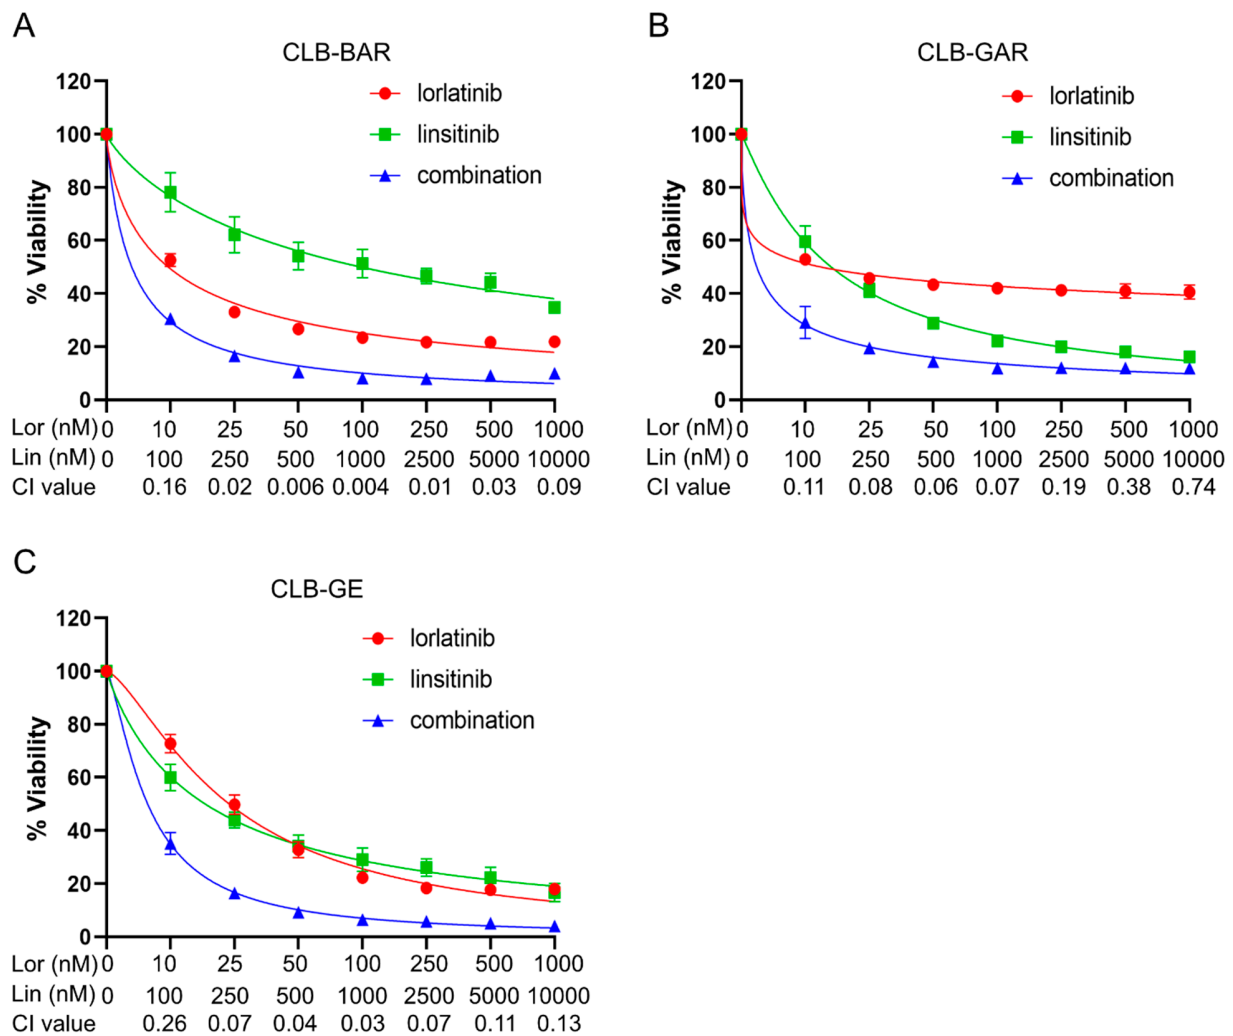 A
CLB-BAR
lorlatinib
linsitinib
combination
% Viability
120
100
80
60
40
20
0
Lor (nM) 0 10 25 50 100 250 500 1000
Lin (nM) 0 100 250 500 1000 2500 5000 10000
CI value 0.16 0.02 0.006 0.004 0.01 0.03 0.09
B
CLB-GAR
lorlatinib
linsitinib
combination
% Viability
120
100
80
60
40
20
0
Lor (nM) 0 10 25 50 100 250 500 1000
Lin (nM) 0 100 250 500 1000 2500 5000 10000
CI value 0.11 0.08 0.06 0.07 0.19 0.38 0.74
C
CLB-GE
lorlatinib
linsitinib
combination
% Viability
120
100
80
60
40
20
0
Lor (nM) 0 10 25 50 100 250 500 1000
Lin (nM) 0 100 250 500 1000 2500 5000 10000
CI value 0.26 0.07 0.04 0.03 0.07 0.11 0.13